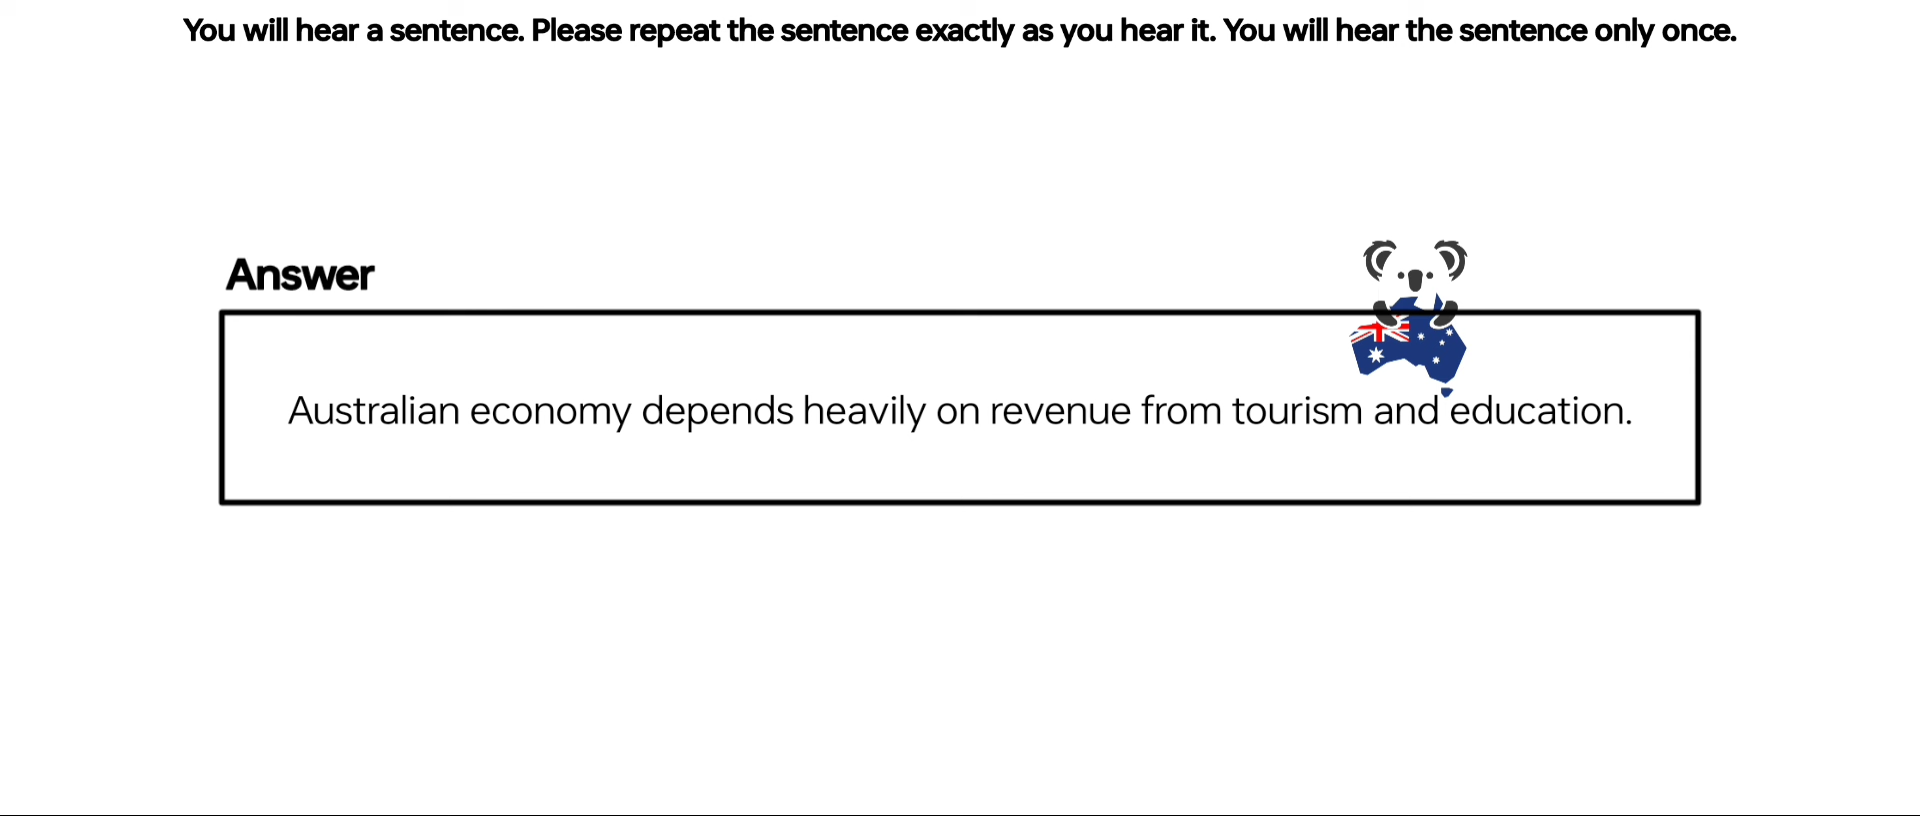 You will hear a sentence. Please repeat the sentence exactly as you hear it. You will hear the sentence only once.
Answer
Australian economy depends heavily on revenue from tourism and education.